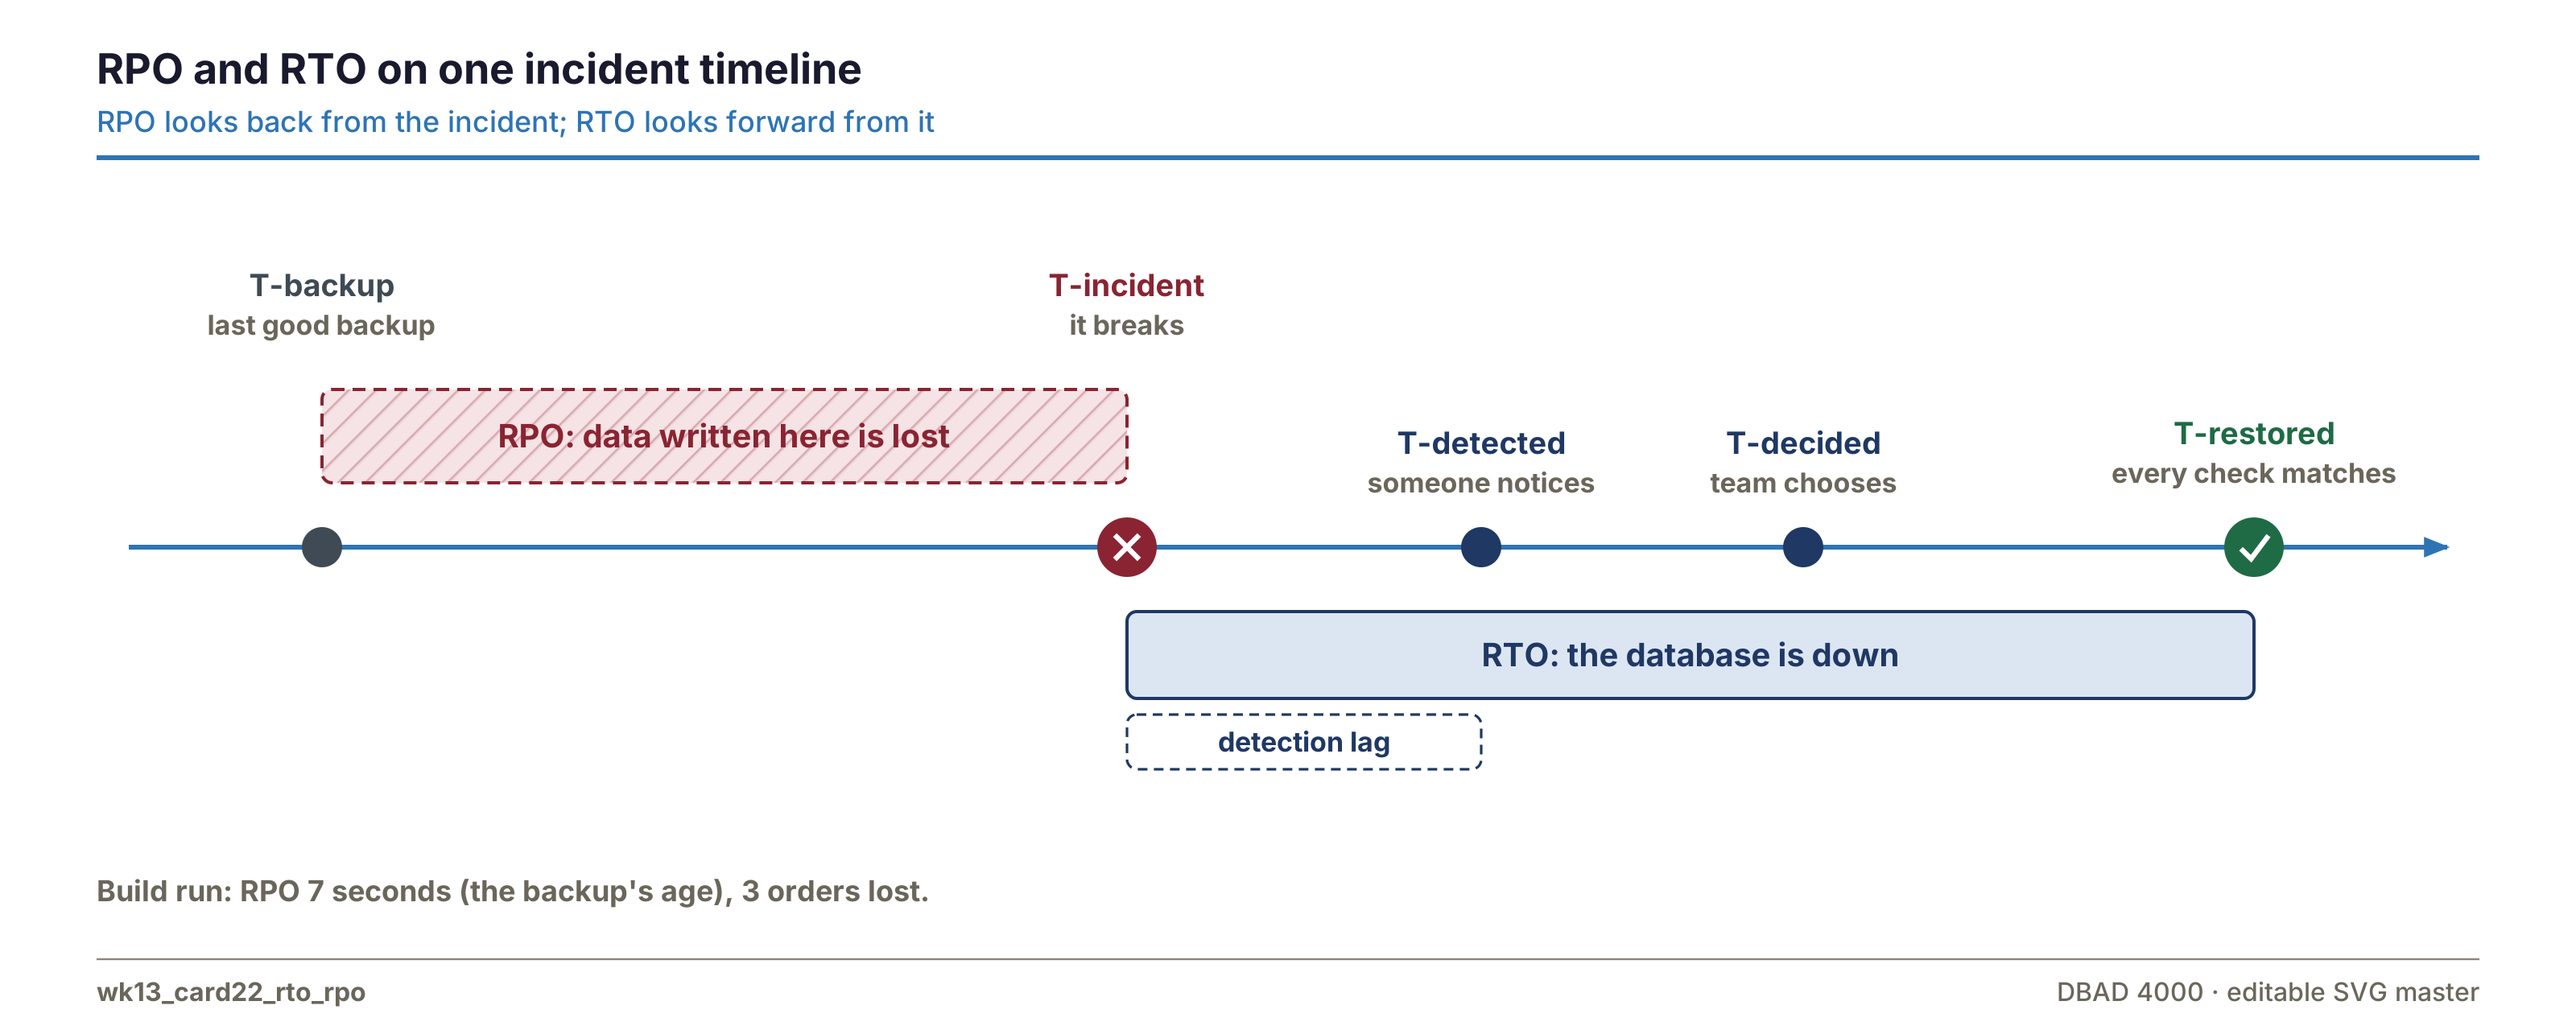 RPO and RTO on one incident timeline
RPO looks back from the incident; RTO looks forward from it
T-backup
last good backup
T-incident
it breaks
RPO: data written here is lost
T-detected
someone notices
T-decided
team chooses
T-restored
every check matches
RTO: the database is down
detection lag
Build run: RPO 7 seconds (the backup's age), 3 orders lost.
wk13_card22_rto_rpo
DBAD 4000 · editable SVG master